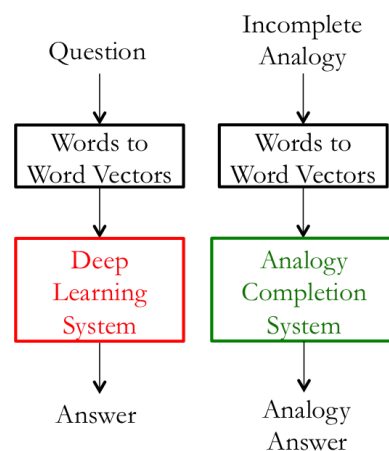 Question
Words to
Word Vectors
Deep
Learning
System
Answer
Incomplete
Analogy
Words to
Word Vectors
Analogy
Completion
System
Analogy
Answer